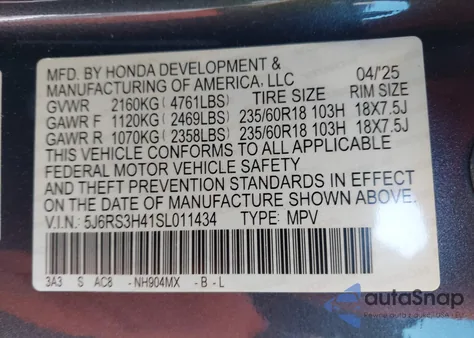 MFD. BY HONDA DEVELOPMENT & 04/'25
MANUFACTURING OF AMERICA, LLC
GVWR 2160KG ( 4761LBS) TIRE SIZE RIM SIZE
GAWR F 1120KG ( 2469LBS) 235/60R18 103H 18X7.5J
GAWR R 1070KG ( 2358LBS) 235/60R18 103H 18X7.5J
THIS VEHICLE CONFORMS TO ALL APPLICABLE
FEDERAL MOTOR VEHICLE SAFETY
AND THEFT PREVENTION STANDARDS IN EFFECT
ON THE DATE OF MANUFACTURE SHOWN ABOVE.
V.I.N.: 5J6RS3H41SL011434 TYPE: MPV
3A3 S AC8 -NH904MX -B-L
autoSnap